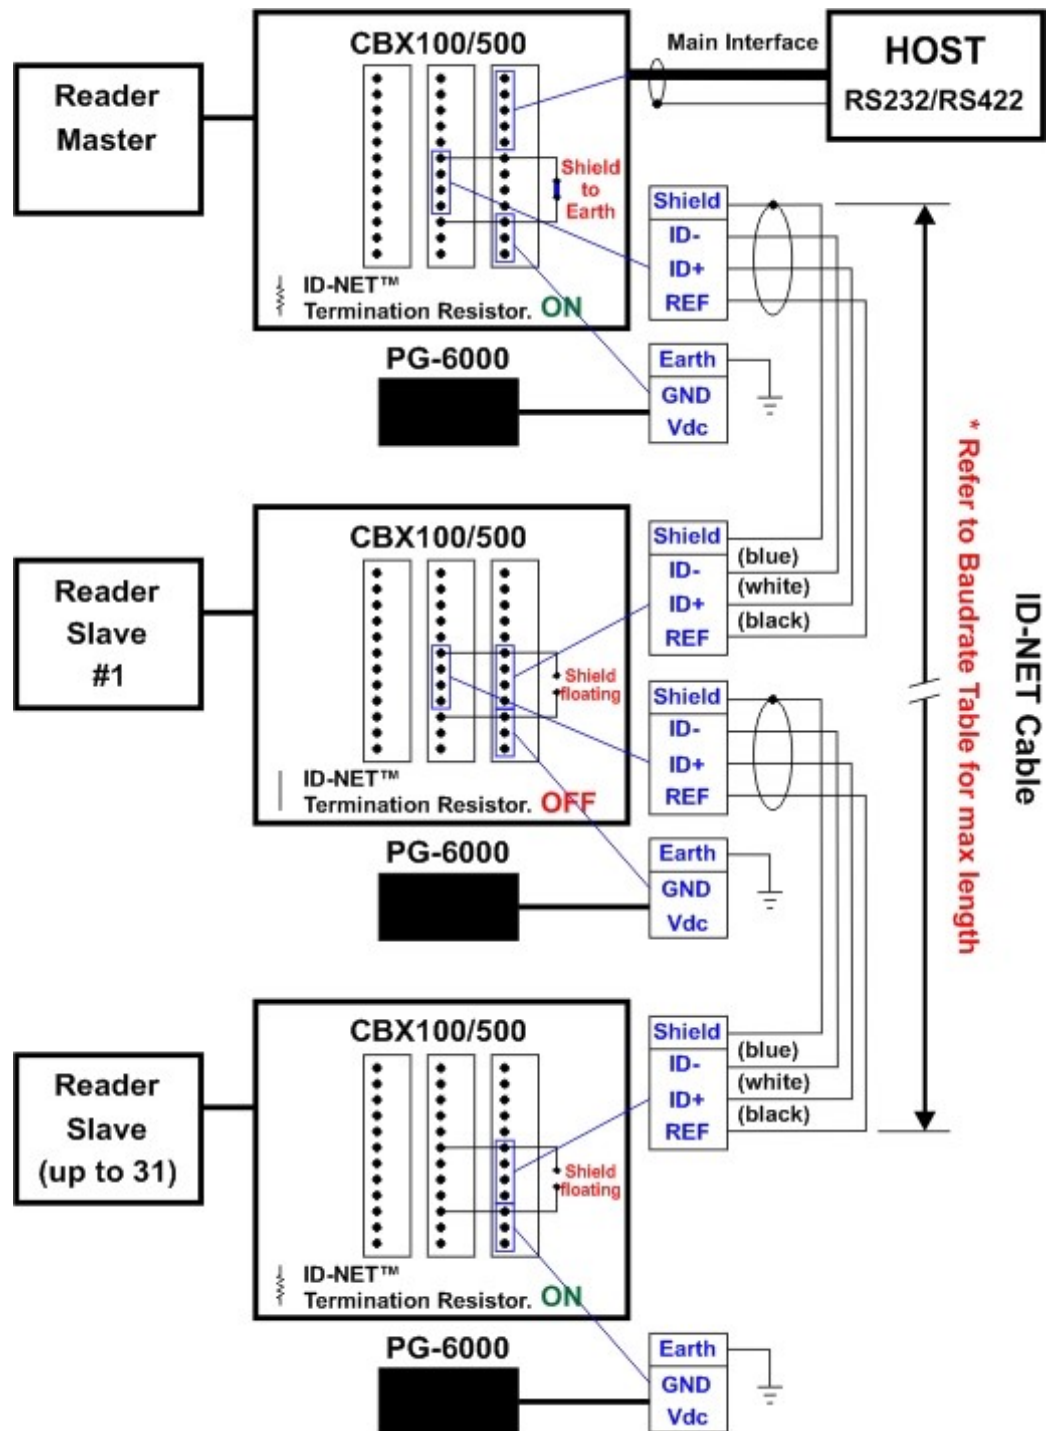 CBX100/500
Main Interface
HOST
RS232/RS422
Reader
Master
Shield
to
Earth
ID-NET™
Termination Resistor. ON
Shield
ID-
ID+
REF
PG-6000
Earth
GND
Vdc
CBX100/500
Reader
Slave
#1
Shield
floating
ID-NET™
Termination Resistor. OFF
Shield
ID-
ID+
REF
(blue)
(white)
(black)
Shield
ID-
ID+
REF
PG-6000
Earth
GND
Vdc
CBX100/500
Reader
Slave
(up to 31)
Shield
floating
ID-NET™
Termination Resistor. ON
Shield
ID-
ID+
REF
(blue)
(white)
(black)
PG-6000
Earth
GND
Vdc
ID-NET Cable
* Refer to Baudrate Table for max length